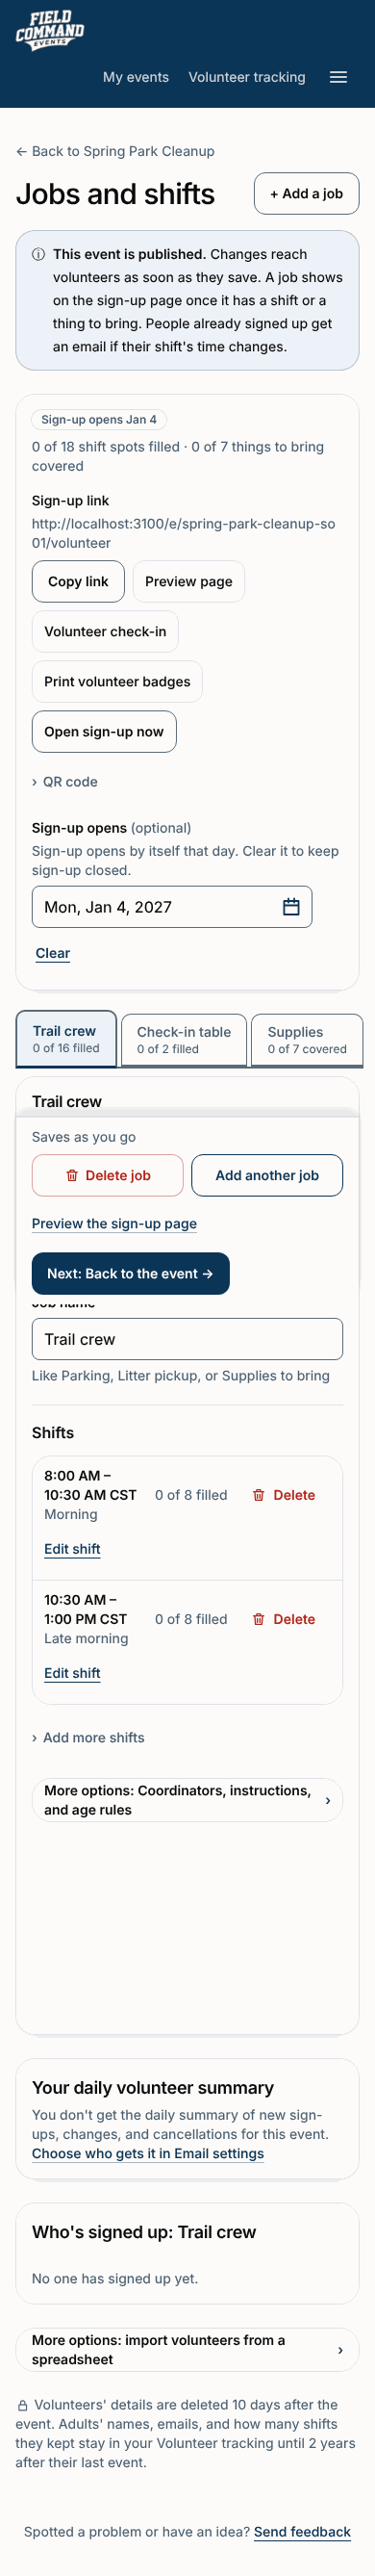 FIELD
COMMAND
EVENTS
My events
Volunteer tracking
← Back to Spring Park Cleanup
Jobs and shifts
+ Add a job
ⓘ This event is published. Changes reach
volunteers as soon as they save. A job shows
on the sign-up page once it has a shift or a
thing to bring. People already signed up get
an email if their shift's time changes.
Sign-up opens Jan 4
0 of 18 shift spots filled · 0 of 7 things to bring
covered
Sign-up link
http://localhost:3100/e/spring-park-cleanup-so
01/volunteer
Copy link
Preview page
Volunteer check-in
Print volunteer badges
Open sign-up now
› QR code
Sign-up opens (optional)
Sign-up opens by itself that day. Clear it to keep
sign-up closed.
Mon, Jan 4, 2027
Clear
Trail crew
0 of 16 filled
Check-in table
0 of 2 filled
Supplies
0 of 7 covered
Trail crew
Saves as you go
Delete job
Add another job
Preview the sign-up page
Next: Back to the event →
Job name
Trail crew
Like Parking, Litter pickup, or Supplies to bring
Shifts
8:00 AM –
10:30 AM CST
Morning
0 of 8 filled
Delete
Edit shift
10:30 AM –
1:00 PM CST
Late morning
0 of 8 filled
Delete
Edit shift
› Add more shifts
More options: Coordinators, instructions,
and age rules ›
Your daily volunteer summary
You don't get the daily summary of new sign-
ups, changes, and cancellations for this event.
Choose who gets it in Email settings
Who's signed up: Trail crew
No one has signed up yet.
More options: import volunteers from a
spreadsheet ›
Volunteers' details are deleted 10 days after the
event. Adults' names, emails, and how many shifts
they kept stay in your Volunteer tracking until 2 years
after their last event.
Spotted a problem or have an idea? Send feedback